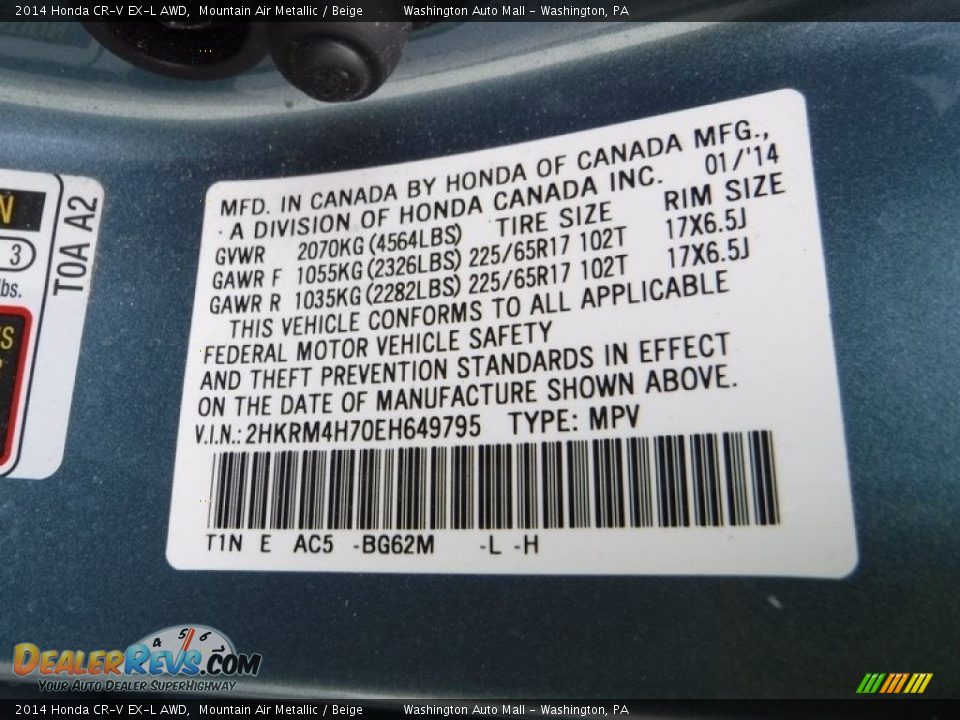 2014 Honda CR-V EX-L AWD, Mountain Air Metallic / Beige Washington Auto Mall - Washington, PA
MFD. IN CANADA BY HONDA OF CANADA MFG.,
A DIVISION OF HONDA CANADA INC. 01/'14
GVWR 2070KG (4564LBS) TIRE SIZE RIM SIZE
GAWR F 1055KG (2326LBS) 225/65R17 102T 17X6.5J
GAWR R 1035KG (2282LBS) 225/65R17 102T 17X6.5J
THIS VEHICLE CONFORMS TO ALL APPLICABLE
FEDERAL MOTOR VEHICLE SAFETY
AND THEFT PREVENTION STANDARDS IN EFFECT
ON THE DATE OF MANUFACTURE SHOWN ABOVE.
V.I.N.: 2HKRM4H70EH649795 TYPE: MPV
T1N E AC5 -BG62M -L -H
N
3
lbs.
T0A A2
4 5 6
DEALERREVS.COM
YOUR AUTO DEALER SUPERHIGHWAY
2014 Honda CR-V EX-L AWD, Mountain Air Metallic / Beige Washington Auto Mall - Washington, PA